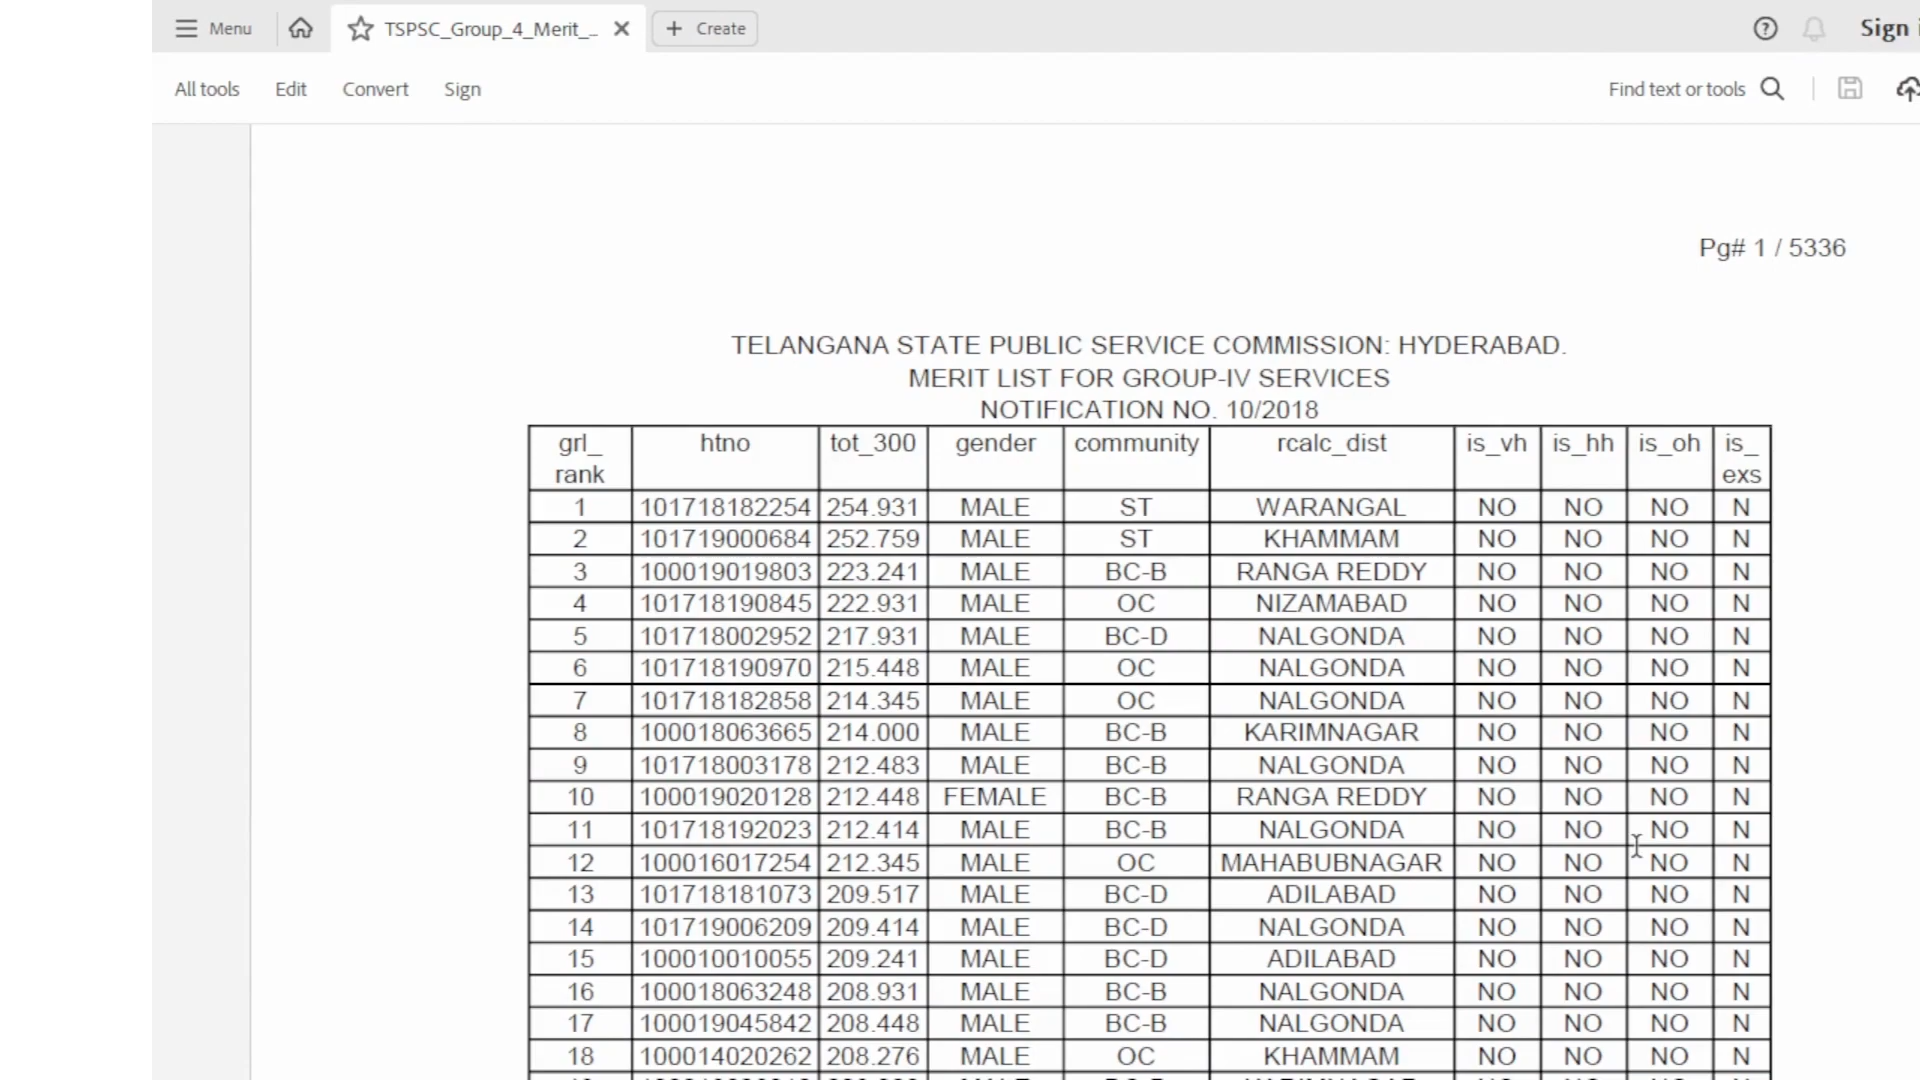 Menu TSPSC_Group_4_Merit_... Create Sign
All tools Edit Convert Sign Find text or tools
Pg# 1 / 5336
TELANGANA STATE PUBLIC SERVICE COMMISSION: HYDERABAD.
MERIT LIST FOR GROUP-IV SERVICES
NOTIFICATION NO. 10/2018
grl_ rank htno tot_300 gender community rcalc_dist is_vh is_hh is_oh is_ exs
1 101718182254 254.931 MALE ST WARANGAL NO NO NO N
2 101719000684 252.759 MALE ST KHAMMAM NO NO NO N
3 100019019803 223.241 MALE BC-B RANGA REDDY NO NO NO N
4 101718190845 222.931 MALE OC NIZAMABAD NO NO NO N
5 101718002952 217.931 MALE BC-D NALGONDA NO NO NO N
6 101718190970 215.448 MALE OC NALGONDA NO NO NO N
7 101718182858 214.345 MALE OC NALGONDA NO NO NO N
8 100018063665 214.000 MALE BC-B KARIMNAGAR NO NO NO N
9 101718003178 212.483 MALE BC-B NALGONDA NO NO NO N
10 100019020128 212.448 FEMALE BC-B RANGA REDDY NO NO NO N
11 101718192023 212.414 MALE BC-B NALGONDA NO NO NO N
12 100016017254 212.345 MALE OC MAHABUBNAGAR NO NO NO N
13 101718181073 209.517 MALE BC-D ADILABAD NO NO NO N
14 101719006209 209.414 MALE BC-D NALGONDA NO NO NO N
15 100010010055 209.241 MALE BC-D ADILABAD NO NO NO N
16 100018063248 208.931 MALE BC-B NALGONDA NO NO NO N
17 100019045842 208.448 MALE BC-B NALGONDA NO NO NO N
18 100014020262 208.276 MALE OC KHAMMAM NO NO NO N